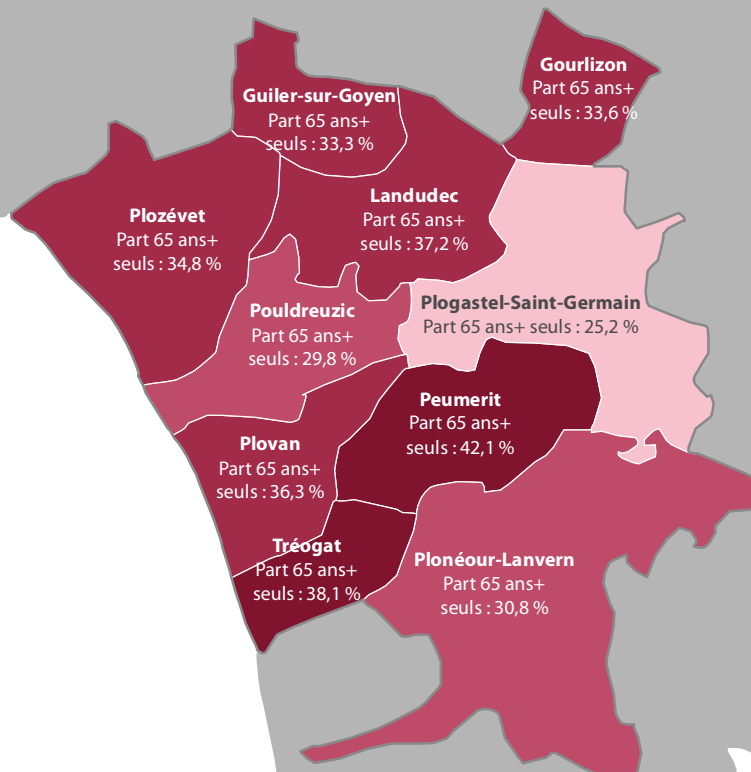 Gourlizon
Part 65 ans+
seuls : 33,6 %
Guiler-sur-Goyen
Part 65 ans+
seuls : 33,3 %
Landudec
Part 65 ans+
seuls : 37,2 %
Plozévet
Part 65 ans+
seuls : 34,8 %
Pouldreuzic
Part 65 ans+
seuls : 29,8 %
Plogastel-Saint-Germain
Part 65 ans+ seuls : 25,2 %
Peumerit
Part 65 ans+
seuls : 42,1 %
Plovan
Part 65 ans+
seuls : 36,3 %
Tréogat
Part 65 ans+
seuls : 38,1 %
Plonéour-Lanvern
Part 65 ans+
seuls : 30,8 %